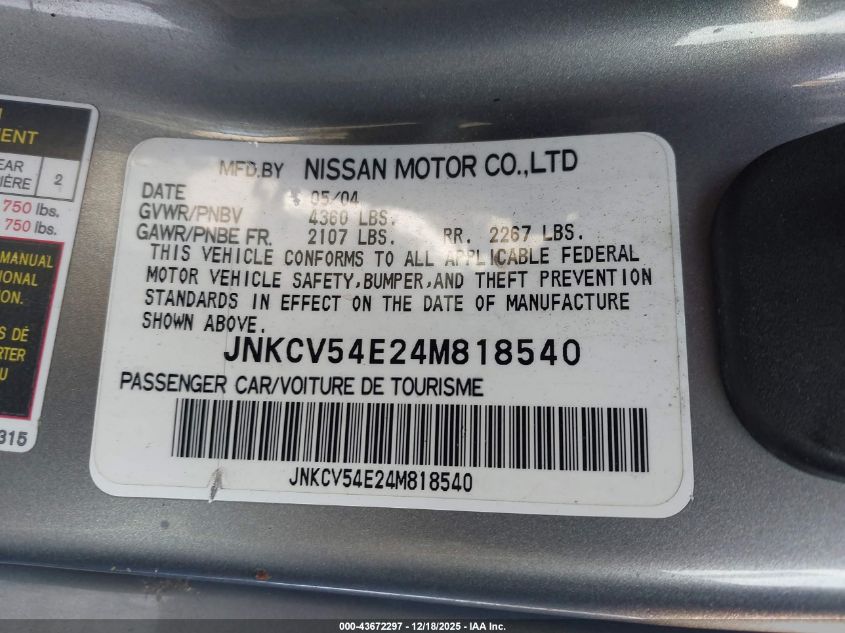 ENT
EAR
IÈRE
2
750 lbs.
750 lbs.
MANUAL
IONAL
ION.
S DÉ
RTER
U
315
MFD.BY NISSAN MOTOR CO.,LTD
DATE 05/04
GVWR/PNBV 4360 LBS.
GAWR/PNBE FR. 2107 LBS. RR. 2267 LBS.
THIS VEHICLE CONFORMS TO ALL APPLICABLE FEDERAL
MOTOR VEHICLE SAFETY,BUMPER,AND THEFT PREVENTION
STANDARDS IN EFFECT ON THE DATE OF MANUFACTURE
SHOWN ABOVE.
JNKCV54E24M818540
PASSENGER CAR/VOITURE DE TOURISME
JNKCV54E24M818540
000-43672297 - 12/18/2025 - IAA Inc.